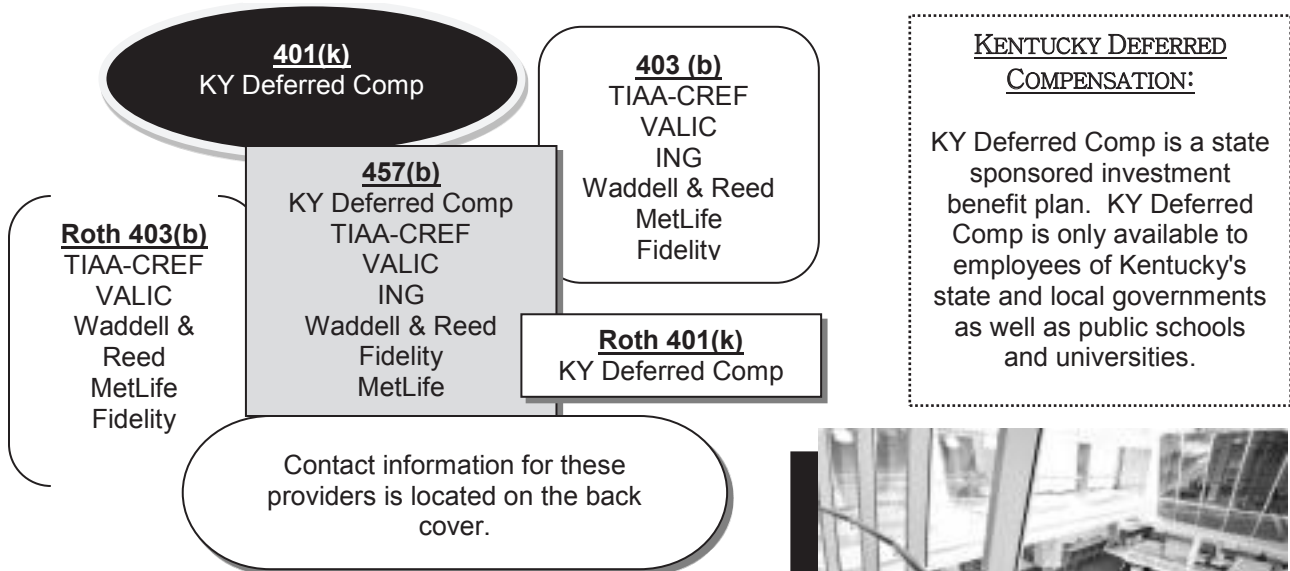 401(k)
KY Deferred Comp
403 (b)
TIAA-CREF
VALIC
ING
Waddell & Reed
MetLife
Fidelity
457(b)
KY Deferred Comp
TIAA-CREF
VALIC
ING
Waddell & Reed
Fidelity
MetLife
Roth 403(b)
TIAA-CREF
VALIC
Waddell &
Reed
MetLife
Fidelity
Roth 401(k)
KY Deferred Comp
Contact information for these
providers is located on the back
cover.
KENTUCKY DEFERRED
COMPENSATION:
KY Deferred Comp is a state
sponsored investment
benefit plan. KY Deferred
Comp is only available to
employees of Kentucky's
state and local governments
as well as public schools
and universities.